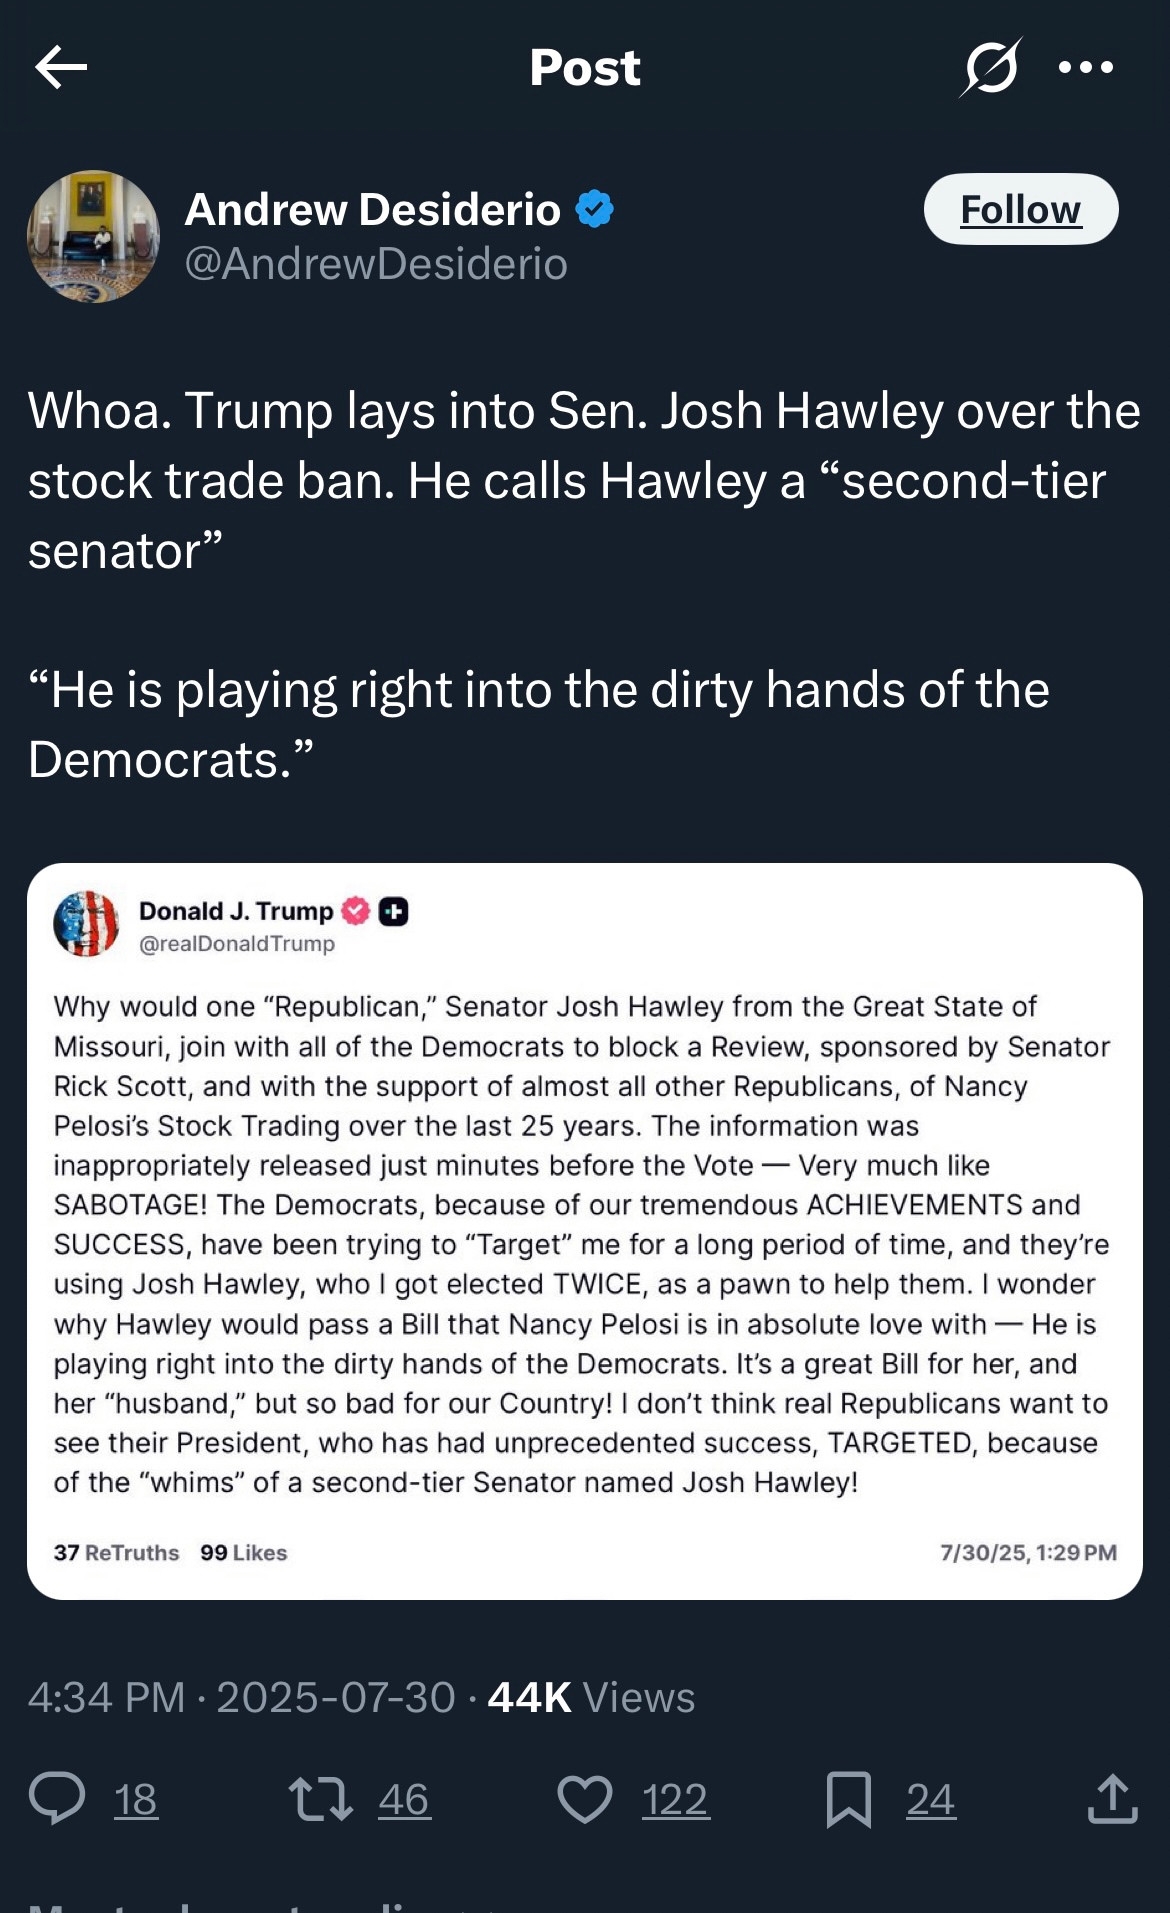 Post
Andrew Desiderio
Follow
@AndrewDesiderio
Whoa. Trump lays into Sen. Josh Hawley over the
stock trade ban. He calls Hawley a “second-tier
senator”
“He is playing right into the dirty hands of the
Democrats.”
Donald J. Trump
@realDonaldTrump
Why would one “Republican,” Senator Josh Hawley from the Great State of
Missouri, join with all of the Democrats to block a Review, sponsored by Senator
Rick Scott, and with the support of almost all other Republicans, of Nancy
Pelosi’s Stock Trading over the last 25 years. The information was
inappropriately released just minutes before the Vote — Very much like
SABOTAGE! The Democrats, because of our tremendous ACHIEVEMENTS and
SUCCESS, have been trying to “Target” me for a long period of time, and they’re
using Josh Hawley, who I got elected TWICE, as a pawn to help them. I wonder
why Hawley would pass a Bill that Nancy Pelosi is in absolute love with — He is
playing right into the dirty hands of the Democrats. It’s a great Bill for her, and
her “husband,” but so bad for our Country! I don’t think real Republicans want to
see their President, who has had unprecedented success, TARGETED, because
of the “whims” of a second-tier Senator named Josh Hawley!
37 ReTruths 99 Likes 7/30/25, 1:29 PM
4:34 PM · 2025-07-30 · 44K Views
18 46 122 24